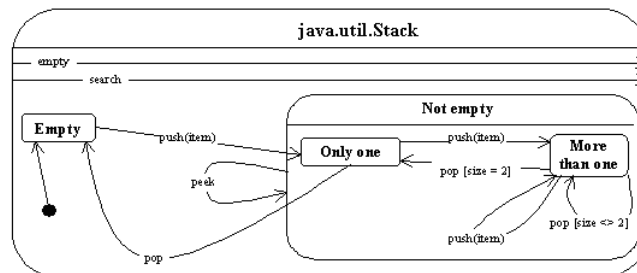 java.util.Stack
empty
search
Not empty
Empty
push(item)
Only one
push(item)
More
than one
peek
pop [size = 2]
pop [size <> 2]
push(item)
pop